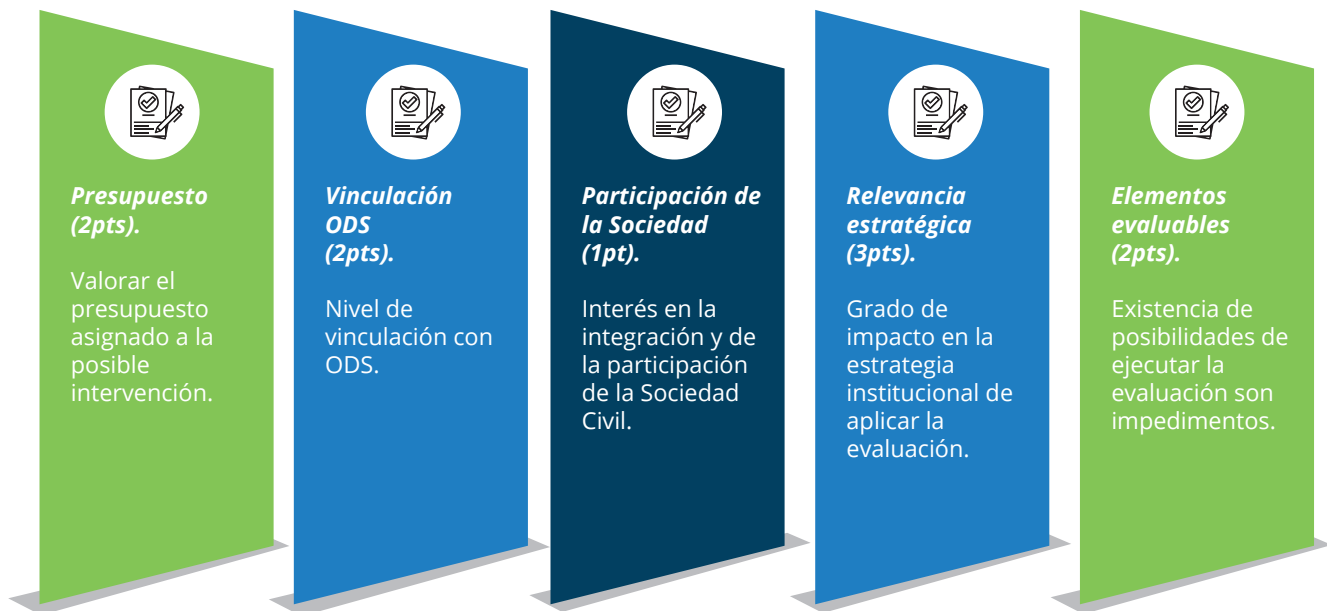 Presupuesto
(2pts).
Valorar el
presupuesto
asignado a la
posible
intervención.
Vinculación
ODS
(2pts).
Nivel de
vinculación con
ODS.
Participación de
la Sociedad
(1pt).
Interés en la
integración y de
la participación
de la Sociedad
Civil.
Relevancia
estratégica
(3pts).
Grado de
impacto en la
estrategia
institucional de
aplicar la
evaluación.
Elementos
evaluables
(2pts).
Existencia de
posibilidades de
ejecutar la
evaluación son
impedimentos.